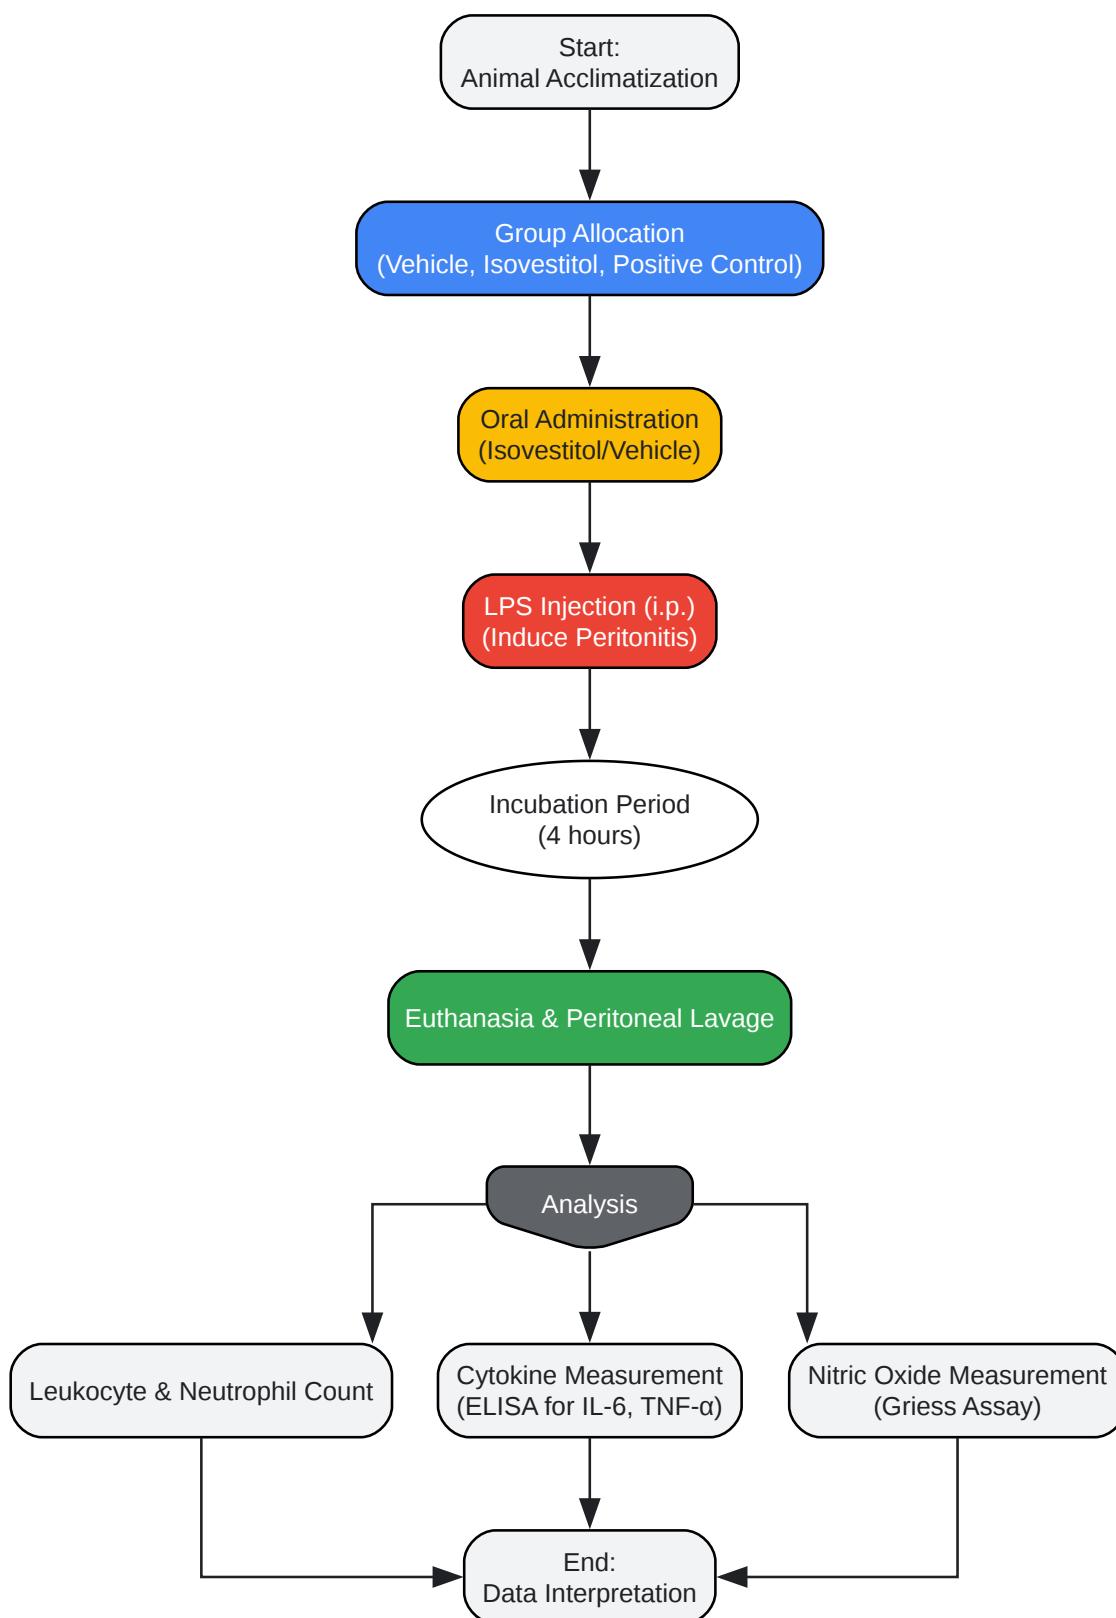 Start:
Animal Acclimatization
Group Allocation
(Vehicle, Isovestitol, Positive Control)
Oral Administration
(Isovestitol/Vehicle)
LPS Injection (i.p.)
(Induce Peritonitis)
Incubation Period
(4 hours)
Euthanasia & Peritoneal Lavage
Analysis
Leukocyte & Neutrophil Count
Cytokine Measurement
(ELISA for IL-6, TNF-α)
Nitric Oxide Measurement
(Griess Assay)
End:
Data Interpretation